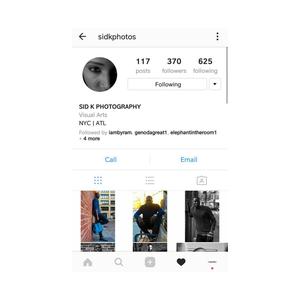 sidkphotos
117 370 625
posts followers following
Following
SID K PHOTOGRAPHY
Visual Arts
NYC | ATL
Followed by iambyram, genodagreat1, elephantintheroom1
+ 4 more
Call Email